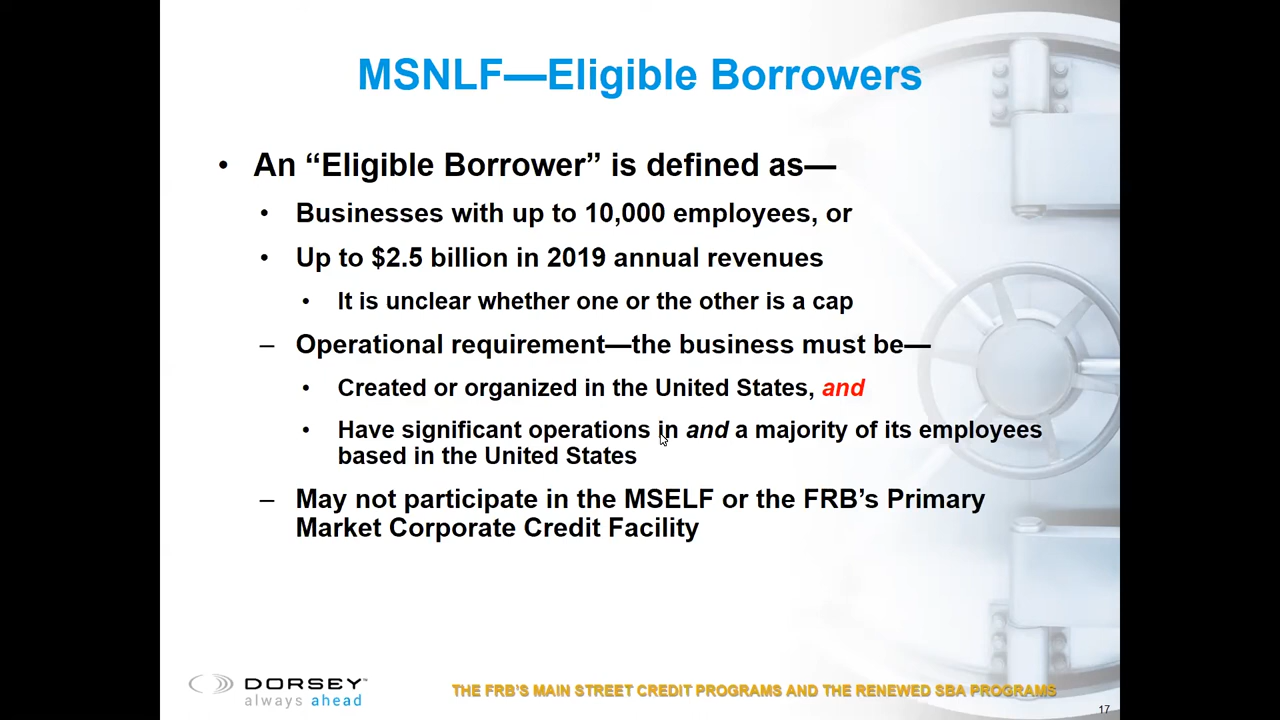 MSNLF—Eligible Borrowers
• An “Eligible Borrower” is defined as—
• Businesses with up to 10,000 employees, or
• Up to $2.5 billion in 2019 annual revenues
• It is unclear whether one or the other is a cap
– Operational requirement—the business must be—
• Created or organized in the United States, and
• Have significant operations in and a majority of its employees
based in the United States
– May not participate in the MSELF or the FRB’s Primary
Market Corporate Credit Facility
DORSEY™
always ahead
THE FRB’S MAIN STREET CREDIT PROGRAMS AND THE RENEWED SBA PROGRAMS
17